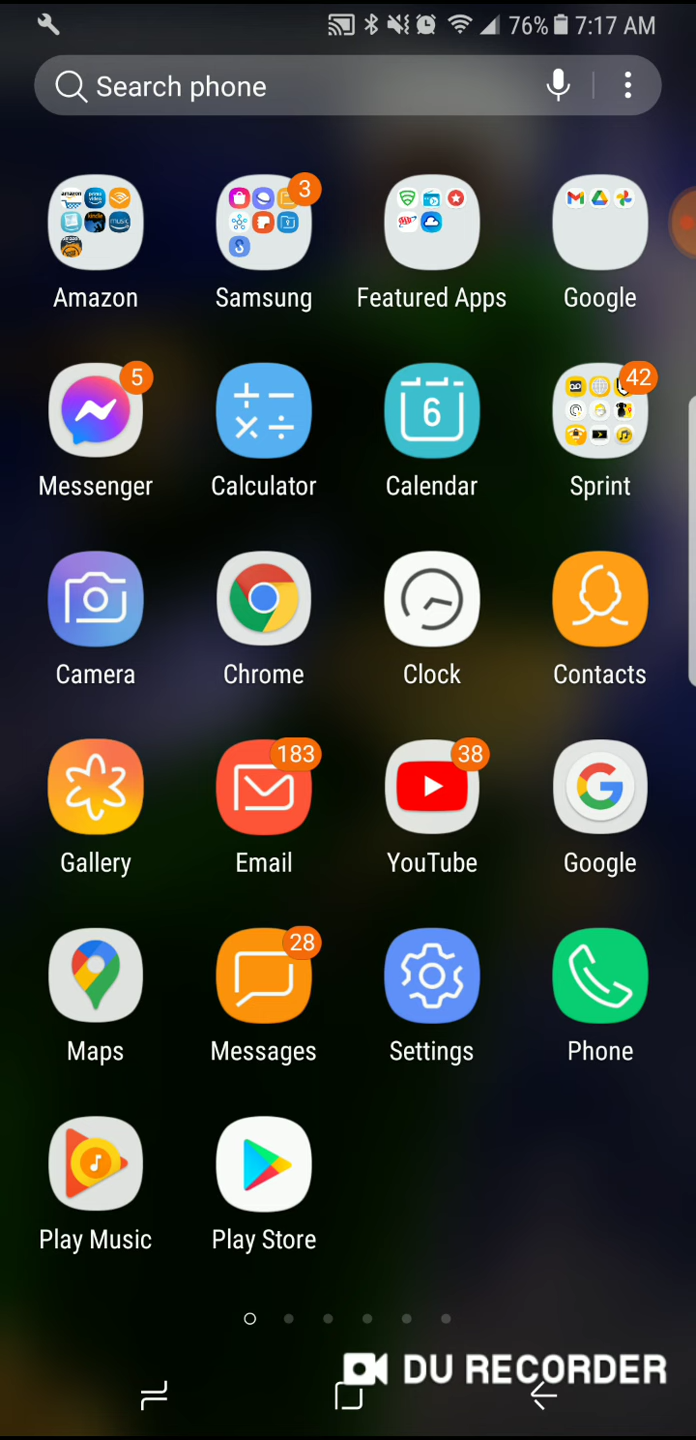 76% 7:17 AM
Search phone
3
Amazon Samsung Featured Apps Google
5 42
6
Messenger Calculator Calendar Sprint
Camera Chrome Clock Contacts
183 38
Gallery Email YouTube Google
28
Maps Messages Settings Phone
Play Music Play Store
DU RECORDER